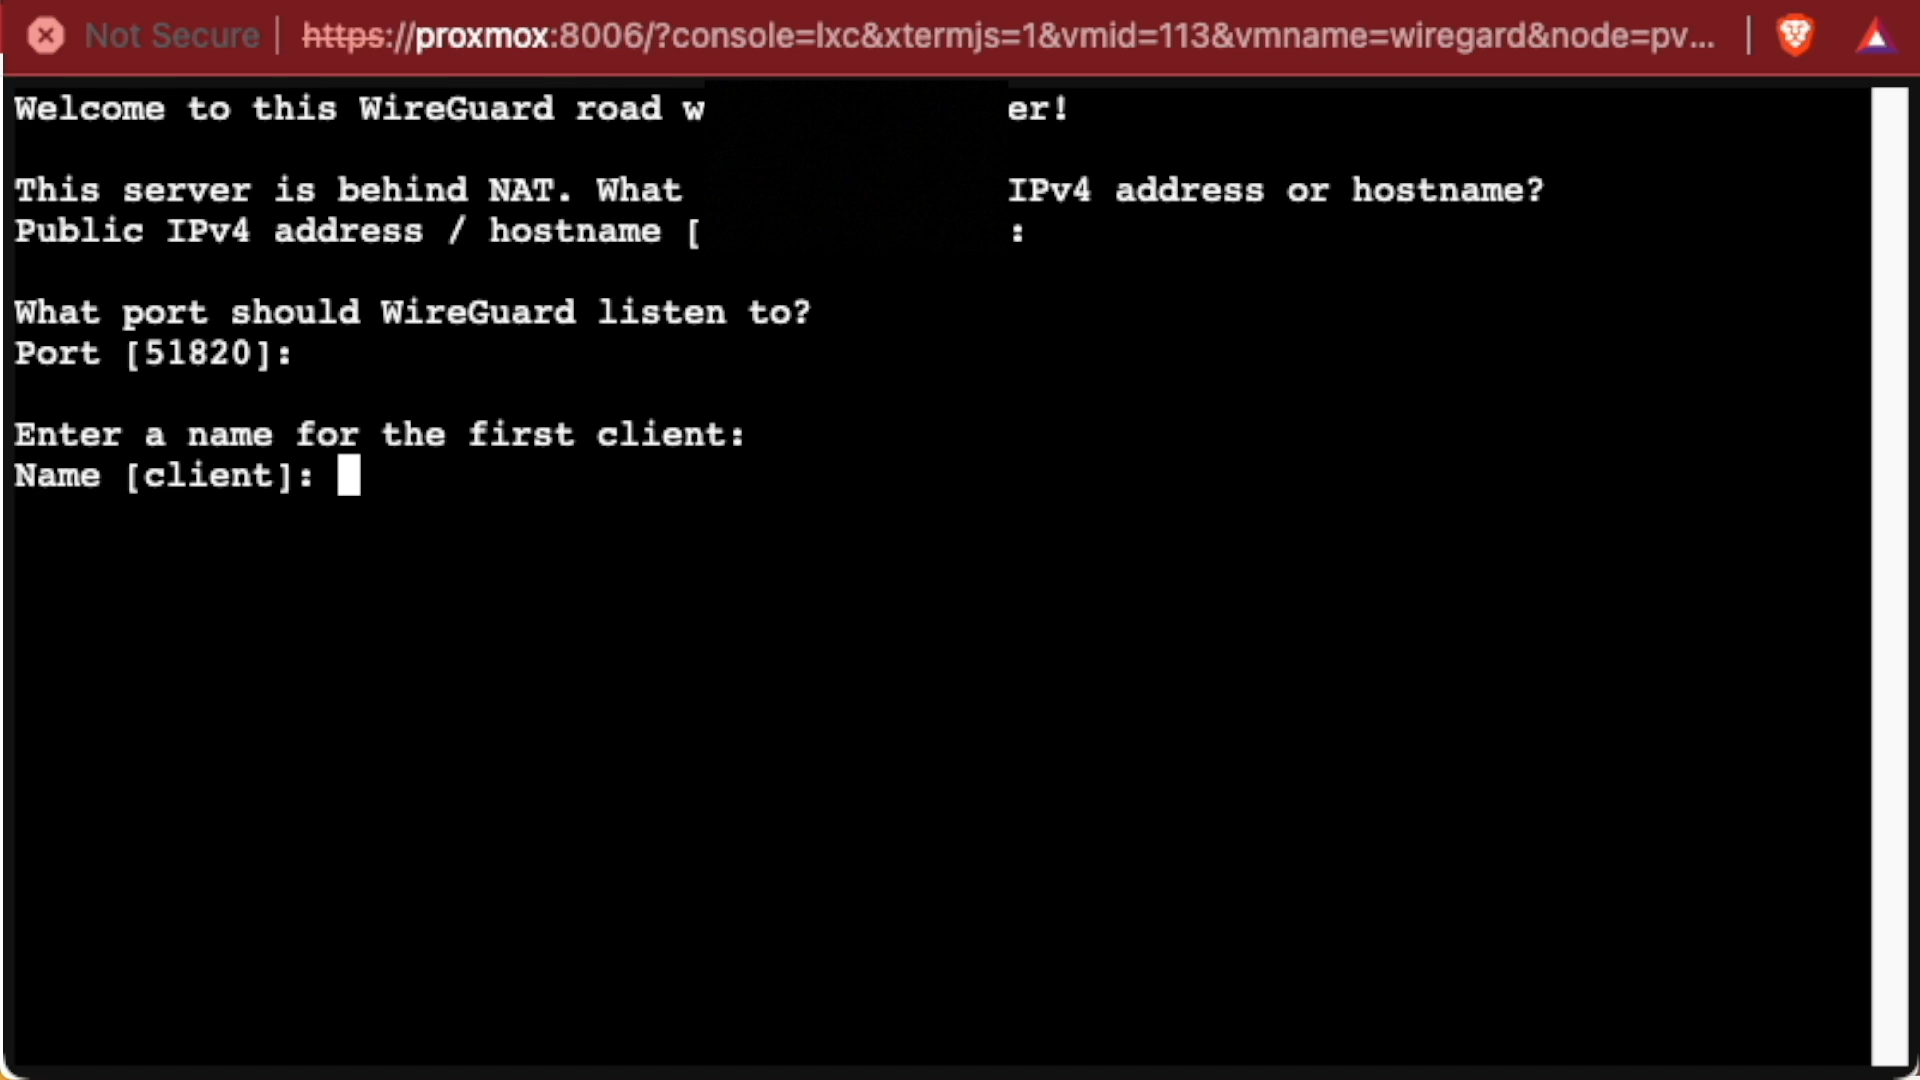 Not Secure | https://proxmox:8006/?console=lxc&xtermjs=1&vmid=113&vmname=wiregard&node=pv... |
Welcome to this WireGuard road w er!
This server is behind NAT. What IPv4 address or hostname?
Public IPv4 address / hostname [ :
What port should WireGuard listen to?
Port [51820]:
Enter a name for the first client:
Name [client]: